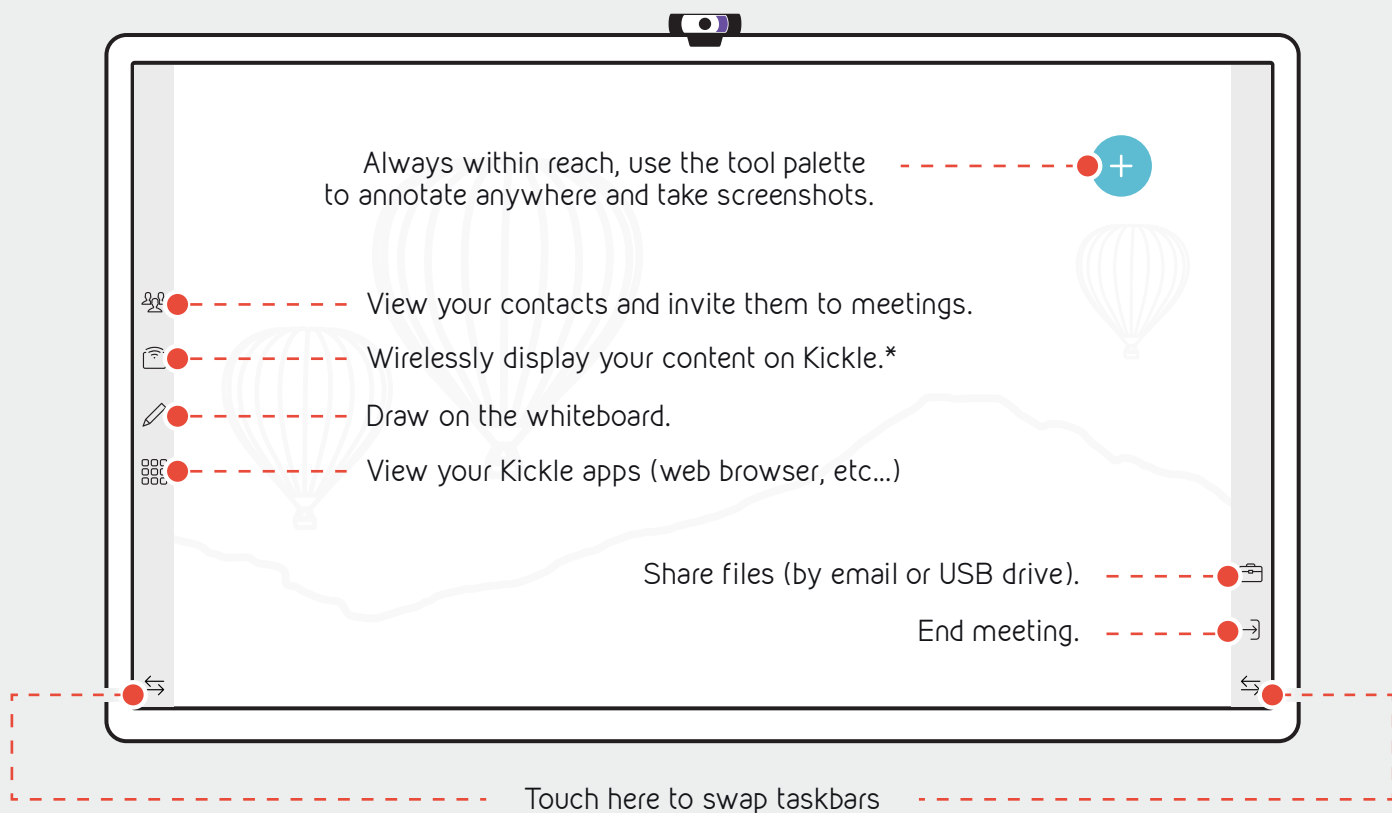 Always within reach, use the tool palette
to annotate anywhere and take screenshots.
View your contacts and invite them to meetings.
Wirelessly display your content on Kickle.*
Draw on the whiteboard.
View your Kickle apps (web browser, etc...)
Share files (by email or USB drive).
End meeting.
Touch here to swap taskbars